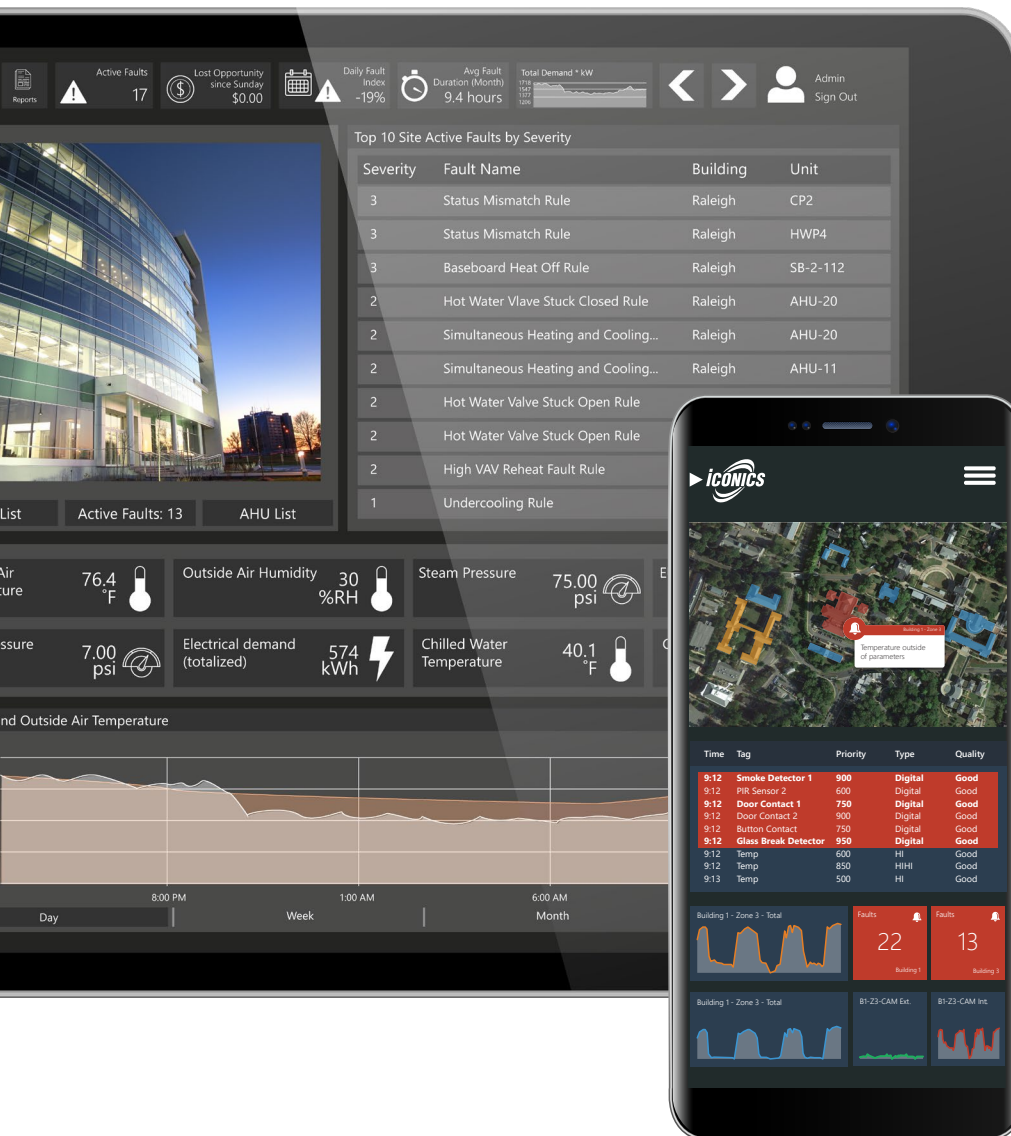 Reports
Active Faults
17
Lost Opportunity
since Sunday
$0.00
Daily Fault
Index
-19%
Avg Fault
Duration (Month)
9.4 hours
Total Demand * kW
1718
1547
1377
1206
Admin
Sign Out
Top 10 Site Active Faults by Severity
Severity Fault Name Building Unit
3 Status Mismatch Rule Raleigh CP2
3 Status Mismatch Rule Raleigh HWP4
3 Baseboard Heat Off Rule Raleigh SB-2-112
2 Hot Water Vlave Stuck Closed Rule Raleigh AHU-20
2 Simultaneous Heating and Cooling... Raleigh AHU-20
2 Simultaneous Heating and Cooling... Raleigh AHU-11
2 Hot Water Valve Stuck Open Rule
2 Hot Water Valve Stuck Open Rule
2 High VAV Reheat Fault Rule
1 Undercooling Rule
List
Active Faults: 13
AHU List
Air
ture
76.4
°F
Outside Air Humidity
30
%RH
Steam Pressure
75.00
psi
E
ssure
7.00
psi
Electrical demand
(totalized)
574
kWh
Chilled Water
Temperature
40.1
°F
nd Outside Air Temperature
8:00 PM 1:00 AM 6:00 AM
Day Week Month
ICONICS
Building 1 - Zone 3
Temperature outside
of parameters
Time Tag Priority Type Quality
9:12 Smoke Detector 1 900 Digital Good
9:12 PIR Sensor 2 600 Digital Good
9:12 Door Contact 1 750 Digital Good
9:12 Door Contact 2 900 Digital Good
9:12 Button Contact 750 Digital Good
9:12 Glass Break Detector 950 Digital Good
9:12 Temp 600 HI Good
9:12 Temp 850 HIHI Good
9:13 Temp 500 HI Good
Building 1 - Zone 3 - Total
Faults
22
Building 1
Faults
13
Building 3
Building 1 - Zone 3 - Total
B1-Z3-CAM Ext.
B1-Z3-CAM Int.